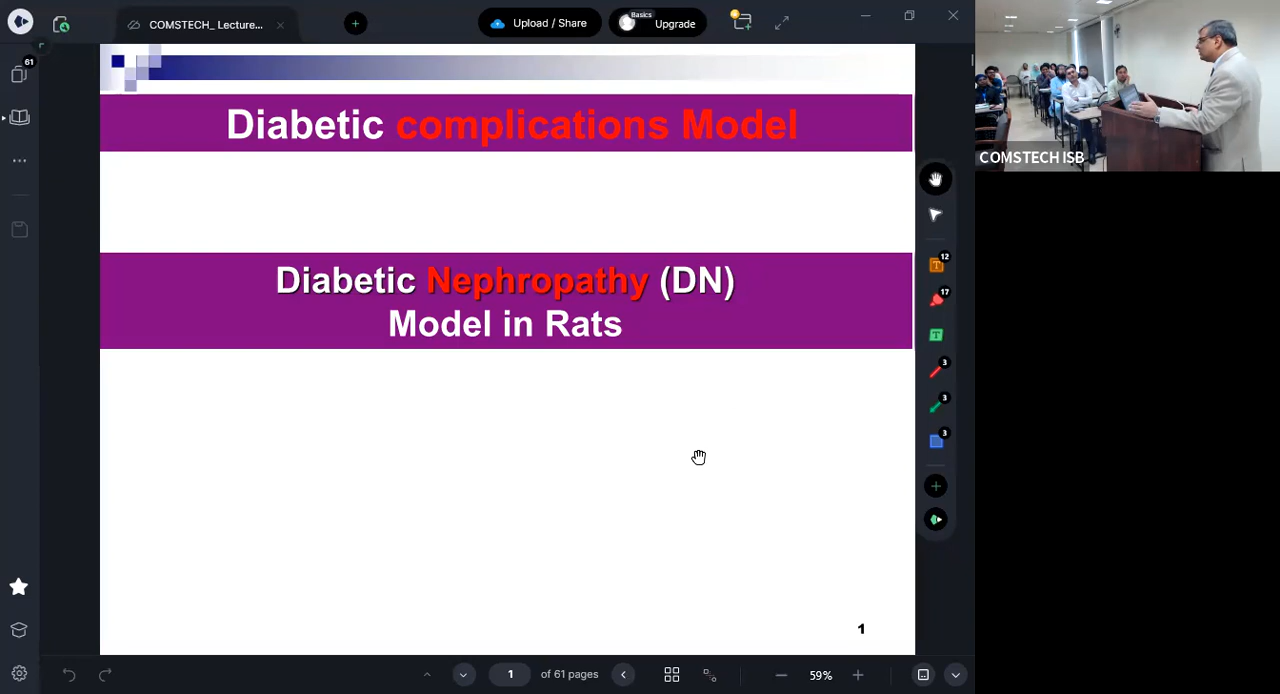 COMSTECH_ Lecture...
Upload / Share
Basics
Upgrade
61
Diabetic complications Model
Diabetic Nephropathy (DN)
Model in Rats
1
12
17
3
3
3
1 of 61 pages
59%
COMSTECH ISB